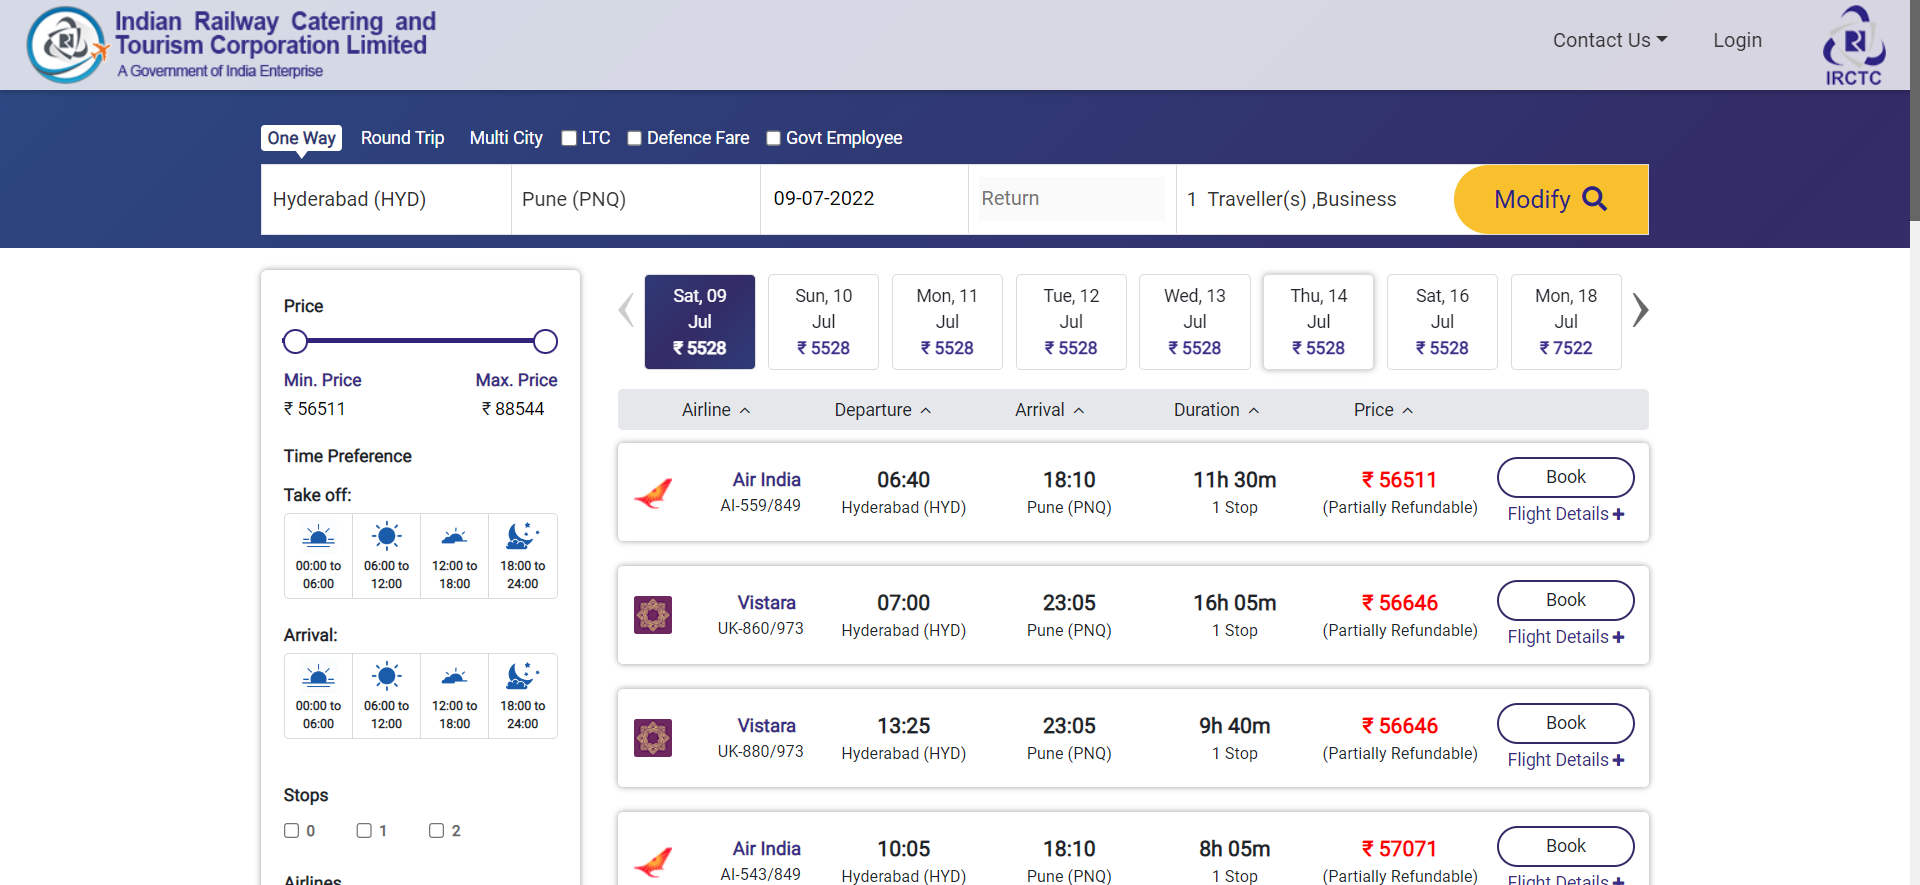 Indian Railway Catering and
Tourism Corporation Limited
A Government of India Enterprise
Contact Us
Login
IRCTC
One Way
Round Trip
Multi City
LTC
Defence Fare
Govt Employee
Hyderabad (HYD)
Pune (PNQ)
09-07-2022
Return
1 Traveller(s) ,Business
Modify
Price
Min. Price
Max. Price
₹ 56511
₹ 88544
Time Preference
Take off:
00:00 to
06:00
06:00 to
12:00
12:00 to
18:00
18:00 to
24:00
Arrival:
00:00 to
06:00
06:00 to
12:00
12:00 to
18:00
18:00 to
24:00
Stops
0
1
2
Airlines
Sat, 09
Jul
₹ 5528
Sun, 10
Jul
₹ 5528
Mon, 11
Jul
₹ 5528
Tue, 12
Jul
₹ 5528
Wed, 13
Jul
₹ 5528
Thu, 14
Jul
₹ 5528
Sat, 16
Jul
₹ 5528
Mon, 18
Jul
₹ 7522
Airline
Departure
Arrival
Duration
Price
Air India
AI-559/849
06:40
Hyderabad (HYD)
18:10
Pune (PNQ)
11h 30m
1 Stop
₹ 56511
(Partially Refundable)
Book
Flight Details
Vistara
UK-860/973
07:00
Hyderabad (HYD)
23:05
Pune (PNQ)
16h 05m
1 Stop
₹ 56646
(Partially Refundable)
Book
Flight Details
Vistara
UK-880/973
13:25
Hyderabad (HYD)
23:05
Pune (PNQ)
9h 40m
1 Stop
₹ 56646
(Partially Refundable)
Book
Flight Details
Air India
AI-543/849
10:05
Hyderabad (HYD)
18:10
Pune (PNQ)
8h 05m
1 Stop
₹ 57071
(Partially Refundable)
Book
Flight Details